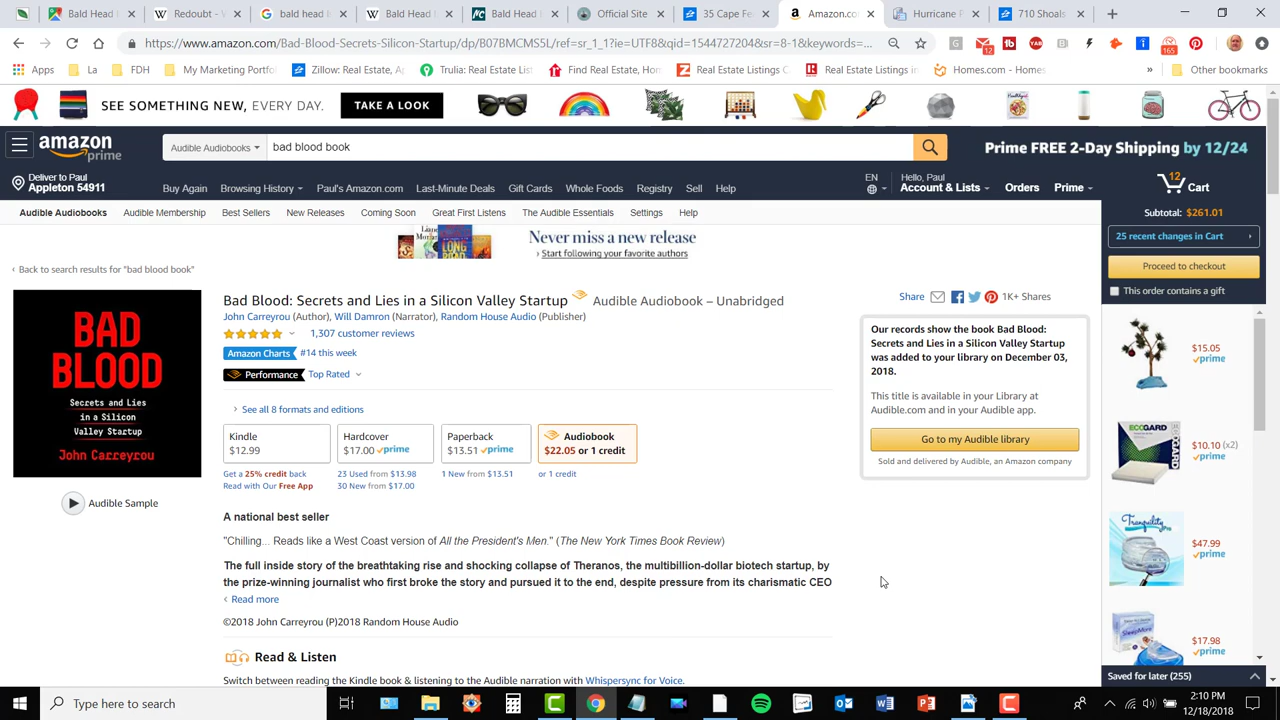 Bald Head
Redoubt -
bald head i
Bald Head I
Bald Head
Official Site
35 Cape Fe
Amazon.co
Hurricane P
710 Shoals
https://www.amazon.com/Bad-Blood-Secrets-Silicon-Startup/dp/B07BMCMS5L/ref=sr_1_1?ie=UTF8&qid=1544727204&sr=8-1&keywords=...
12
165
Apps
La
FDH
My Marketing Portfo
Zillow: Real Estate, A
Trulia: Real Estate Lis
Find Real Estate, Hom
Real Estate Listings C
Real Estate Listings in
Homes.com - Homes
»
Other bookmarks
SEE SOMETHING NEW, EVERY DAY.
TAKE A LOOK
amazon
prime
Audible Audiobooks
bad blood book
Prime FREE 2-Day Shipping by 12/24
Deliver to Paul
Appleton 54911
Buy Again
Browsing History
Paul's Amazon.com
Last-Minute Deals
Gift Cards
Whole Foods
Registry
Sell
Help
EN
Hello, Paul
Account & Lists
Orders
Prime
12
Cart
Audible Audiobooks
Audible Membership
Best Sellers
New Releases
Coming Soon
Great First Listens
The Audible Essentials
Settings
Help
Subtotal: $261.01
25 recent changes in Cart
Proceed to checkout
This order contains a gift
Never miss a new release
› Start following your favorite authors
‹ Back to search results for "bad blood book"
BAD
BLOOD
Secrets and Lies
in a Silicon
Valley Startup
John Carreyrou
Audible Sample
Bad Blood: Secrets and Lies in a Silicon Valley Startup Audible Audiobook – Unabridged
John Carreyrou (Author), Will Damron (Narrator), Random House Audio (Publisher)
1,307 customer reviews
Amazon Charts #14 this week
Performance Top Rated
› See all 8 formats and editions
Kindle
$12.99
Hardcover
$17.00 prime
Paperback
$13.51 prime
Audiobook
$22.05 or 1 credit
Get a 25% credit back
Read with Our Free App
23 Used from $13.98
30 New from $17.00
1 New from $13.51
or 1 credit
A national best seller
"Chilling... Reads like a West Coast version of All the President's Men." (The New York Times Book Review)
The full inside story of the breathtaking rise and shocking collapse of Theranos, the multibillion-dollar biotech startup, by
the prize-winning journalist who first broke the story and pursued it to the end, despite pressure from its charismatic CEO
‹ Read more
©2018 John Carreyrou (P)2018 Random House Audio
Read & Listen
Switch between reading the Kindle book & listening to the Audible narration with Whispersync for Voice.
Share
1K+ Shares
Our records show the book Bad Blood:
Secrets and Lies in a Silicon Valley Startup
was added to your library on December 03,
2018.
This title is available in your Library at
Audible.com and in your Audible app.
Go to my Audible library
Sold and delivered by Audible, an Amazon company
$15.05
prime
ECOGARD
$10.10 (x2)
prime
Tranquility
$47.99
prime
$17.98
prime
Saved for later (255)
Type here to search
2:10 PM
12/18/2018